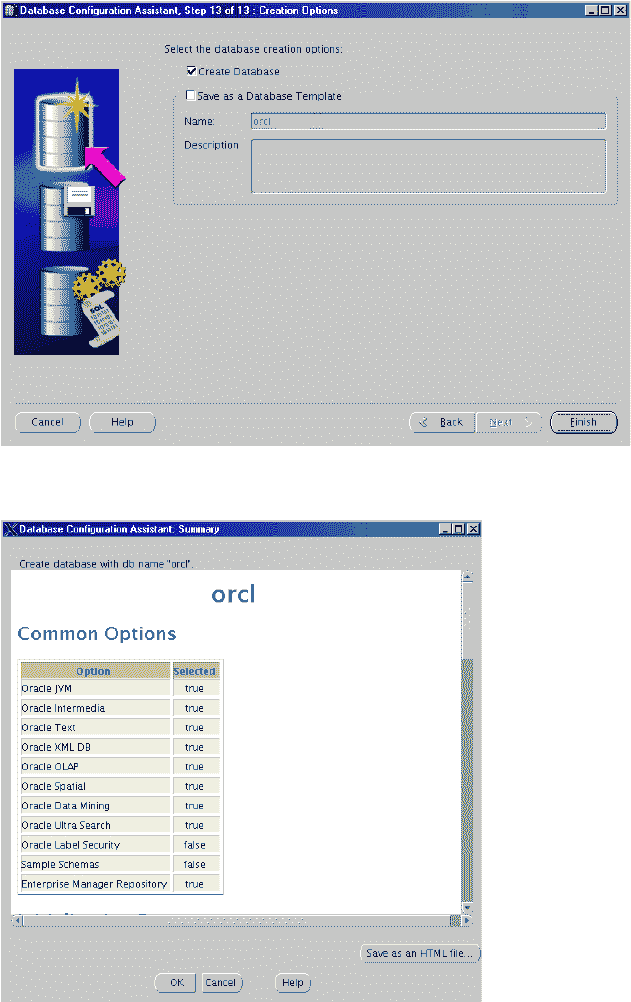 Database Configuration Assistant, Step 13 of 13 : Creation Options
Select the database creation options:
Create Database
Save as a Database Template
Name:
orcl
Description
SQL
Cancel
Help
Back
Next
Finish
Database Configuration Assistant: Summary
Create database with db name "orcl".
orcl
Common Options
Option Selected
Oracle JVM true
Oracle Intermedia true
Oracle Text true
Oracle XML DB true
Oracle OLAP true
Oracle Spatial true
Oracle Data Mining true
Oracle Ultra Search true
Oracle Label Security false
Sample Schemas false
Enterprise Manager Repository true
Save as an HTML file...
OK
Cancel
Help